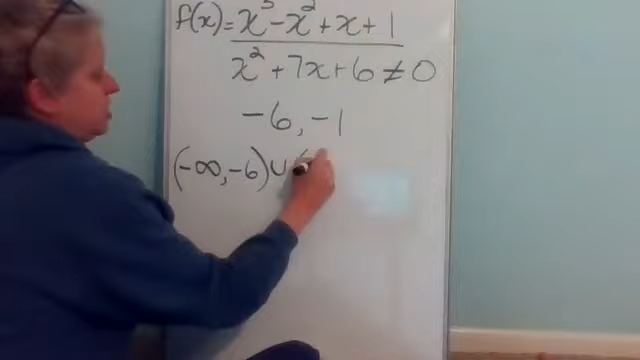 f(x)= x³-x²+x+1
x²+7x+6≠0
-6,-1
(-∞,-6)∪(